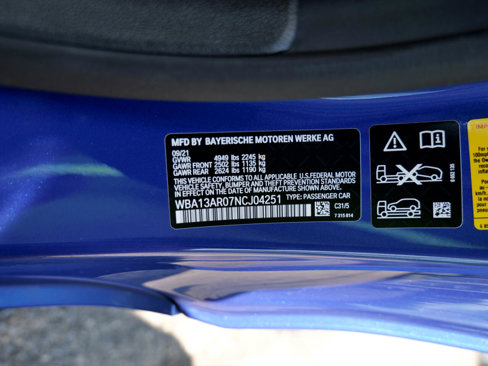 MFD BY BAYERISCHE MOTOREN WERKE AG
09/21
GVWR 4949 lbs 2245 kg
GAWR FRONT 2502 lbs 1135 kg
GAWR REAR 2624 lbs 1190 kg
THIS VEHICLE CONFORMS TO ALL APPLICABLE U.S.FEDERAL MOTOR
VEHICLE SAFETY, BUMPER AND THEFT PREVENTION STANDARDS
IN EFFECT ON DATE OF MANUFACTURE SHOWN ABOVE.
WBA13AR07NCJ04251 TYPE: PASSENGER CAR
C31/5
7 315 014
For
the